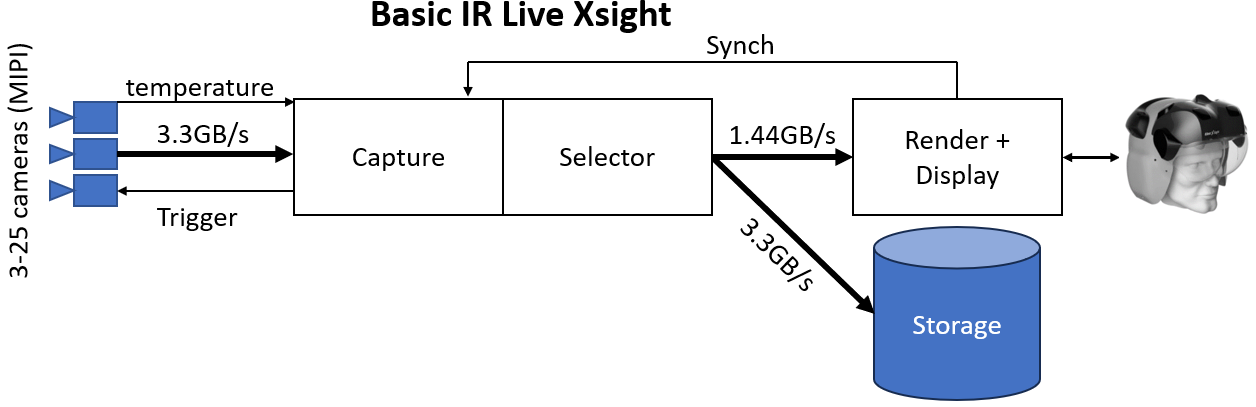 Basic IR Live Xsight
3-25 cameras (MIPI)
temperature
3.3GB/s
Trigger
Capture
Selector
Synch
1.44GB/s
3.3GB/s
Render +
Display
Storage